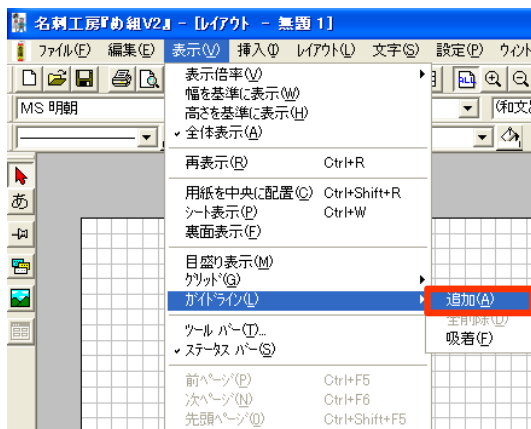 名刺工房『め組V2』 - [レイアウト - 無題 1]
ファイル(F) 編集(E) 表示(V) 挿入(I) レイアウト(L) 文字(S) 設定(P) ウィンド
MS 明朝
(和文
表示倍率(V)
幅を基準に表示(W)
高さを基準に表示(H)
全体表示(A)
再表示(R) Ctrl+R
用紙を中央に配置(C) Ctrl+Shift+R
シート表示(P) Ctrl+W
裏面表示(F)
目盛り表示(M)
グリッド(G)
ガイドライン(L)
追加(A)
全削除(D)
吸着(F)
ツール バー(T)...
ステータス バー(S)
前ページ(P) Ctrl+F5
次ページ(N) Ctrl+F6
先頭ページ(O) Ctrl+Shift+F5
あ